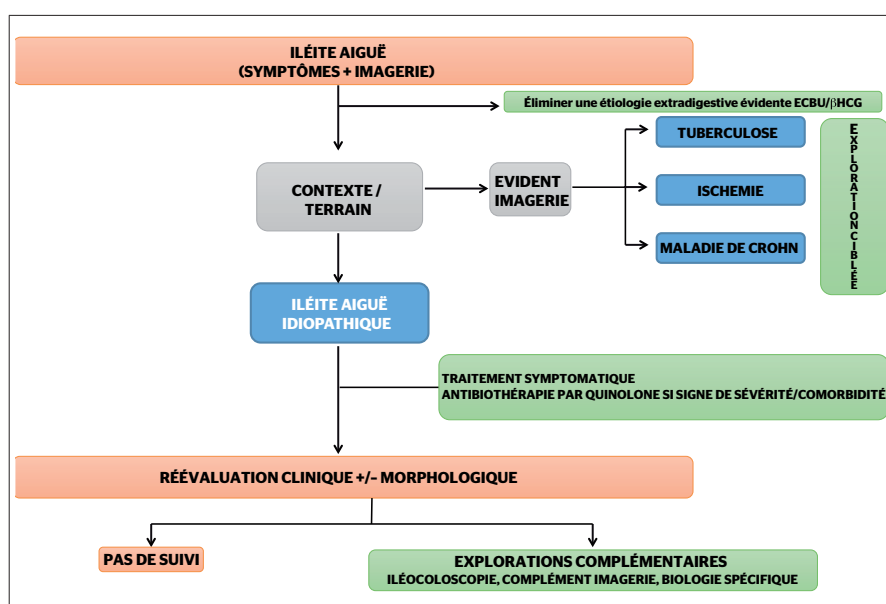 ILÉITE AIGUË
(SYMPTÔMES + IMAGERIE)
Éliminer une étiologie extradigestive évidente ECBU/βHCG
CONTEXTE /
TERRAIN
EVIDENT
IMAGERIE
TUBERCULOSE
ISCHEMIE
MALADIE DE CROHN
EXPLORATION CIBLÉE
ILÉITE AIGUË
IDIOPATHIQUE
TRAITEMENT SYMPTOMATIQUE
ANTIBIOTHÉRAPIE PAR QUINOLONE SI SIGNE DE SÉVÉRITÉ/COMORBIDITÉ
RÉÉVALUATION CLINIQUE +/- MORPHOLOGIQUE
PAS DE SUIVI
EXPLORATIONS COMPLÉMENTAIRES
ILÉOCOLOSCOPIE, COMPLÉMENT IMAGERIE, BIOLOGIE SPÉCIFIQUE